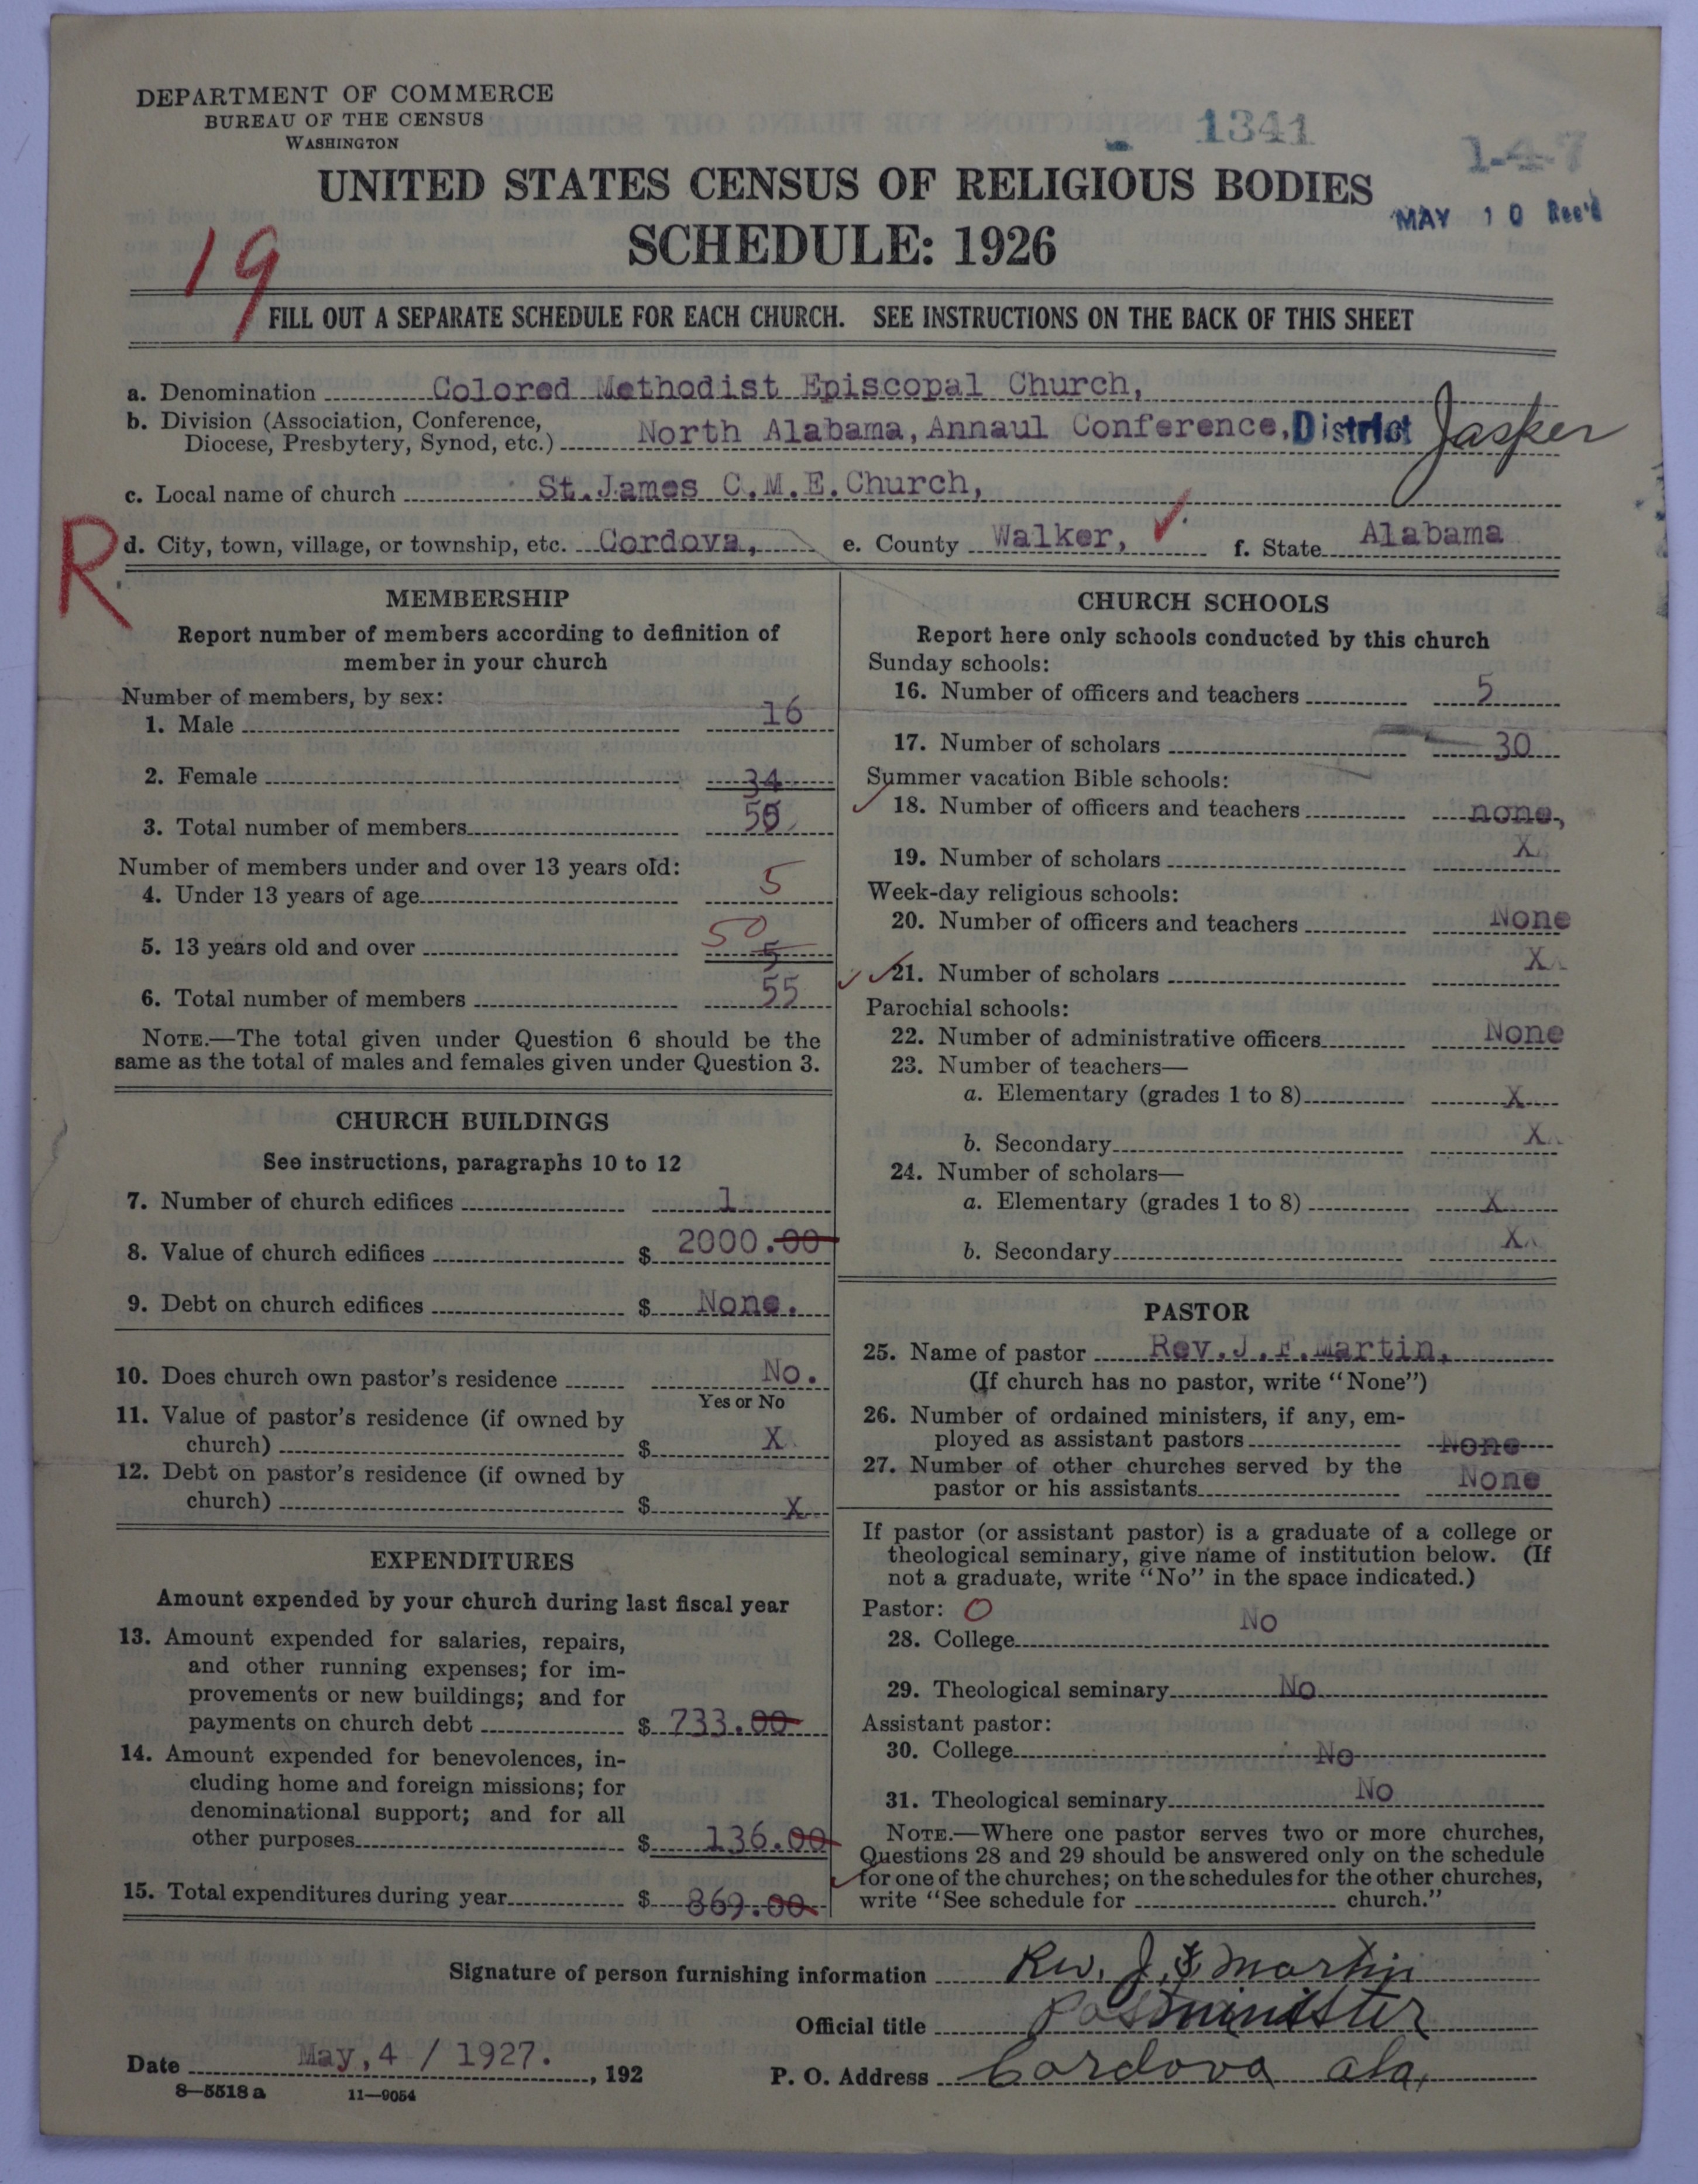 DEPARTMENT OF COMMERCE
BUREAU OF THE CENSUS
WASHINGTON
1341
1-4-7
UNITED STATES CENSUS OF RELIGIOUS BODIES
MAY 10 Rec'd
SCHEDULE: 1926
19
FILL OUT A SEPARATE SCHEDULE FOR EACH CHURCH. SEE INSTRUCTIONS ON THE BACK OF THIS SHEET
a. Denomination Colored Methodist Episcopal Church,
b. Division (Association, Conference,
Diocese, Presbytery, Synod, etc.) North Alabama, Annaul Conference, District Jasper
c. Local name of church St.James C.M.E.Church,
R
d. City, town, village, or township, etc. Cordova, e. County Walker, f. State Alabama
MEMBERSHIP
Report number of members according to definition of
member in your church
Number of members, by sex:
1. Male 16
2. Female 34
3. Total number of members 55
Number of members under and over 13 years old:
4. Under 13 years of age 5
50
5. 13 years old and over 5
6. Total number of members 55
NOTE.—The total given under Question 6 should be the
same as the total of males and females given under Question 3.
CHURCH BUILDINGS
See instructions, paragraphs 10 to 12
7. Number of church edifices 1
8. Value of church edifices $ 2000.00
9. Debt on church edifices $ None.
10. Does church own pastor's residence No.
Yes or No
11. Value of pastor's residence (if owned by
church) $ X
12. Debt on pastor's residence (if owned by
church) $ X
EXPENDITURES
Amount expended by your church during last fiscal year
13. Amount expended for salaries, repairs,
and other running expenses; for im-
provements or new buildings; and for
payments on church debt $ 733.00
14. Amount expended for benevolences, in-
cluding home and foreign missions; for
denominational support; and for all
other purposes $ 136.00
15. Total expenditures during year $ 869.00
CHURCH SCHOOLS
Report here only schools conducted by this church
Sunday schools:
16. Number of officers and teachers 5
17. Number of scholars 30
Summer vacation Bible schools:
18. Number of officers and teachers none,
19. Number of scholars X
Week-day religious schools:
20. Number of officers and teachers None
21. Number of scholars X
Parochial schools:
22. Number of administrative officers None
23. Number of teachers—
a. Elementary (grades 1 to 8) X
b. Secondary X
24. Number of scholars—
a. Elementary (grades 1 to 8) X
b. Secondary X
PASTOR
25. Name of pastor Rev.J.F.Martin,
(If church has no pastor, write "None")
26. Number of ordained ministers, if any, em-
ployed as assistant pastors None
27. Number of other churches served by the
pastor or his assistants None
If pastor (or assistant pastor) is a graduate of a college or
theological seminary, give name of institution below. (If
not a graduate, write "No" in the space indicated.)
Pastor: O
28. College No
29. Theological seminary No
Assistant pastor:
30. College No
31. Theological seminary No
NOTE.—Where one pastor serves two or more churches,
Questions 28 and 29 should be answered only on the schedule
for one of the churches; on the schedules for the other churches,
write "See schedule for church."
Signature of person furnishing information Rev. J. F. Martin
Official title minister
Date May,4 / 1927. , 192
P. O. Address Cordova ala,
8—5518 a 11—9054